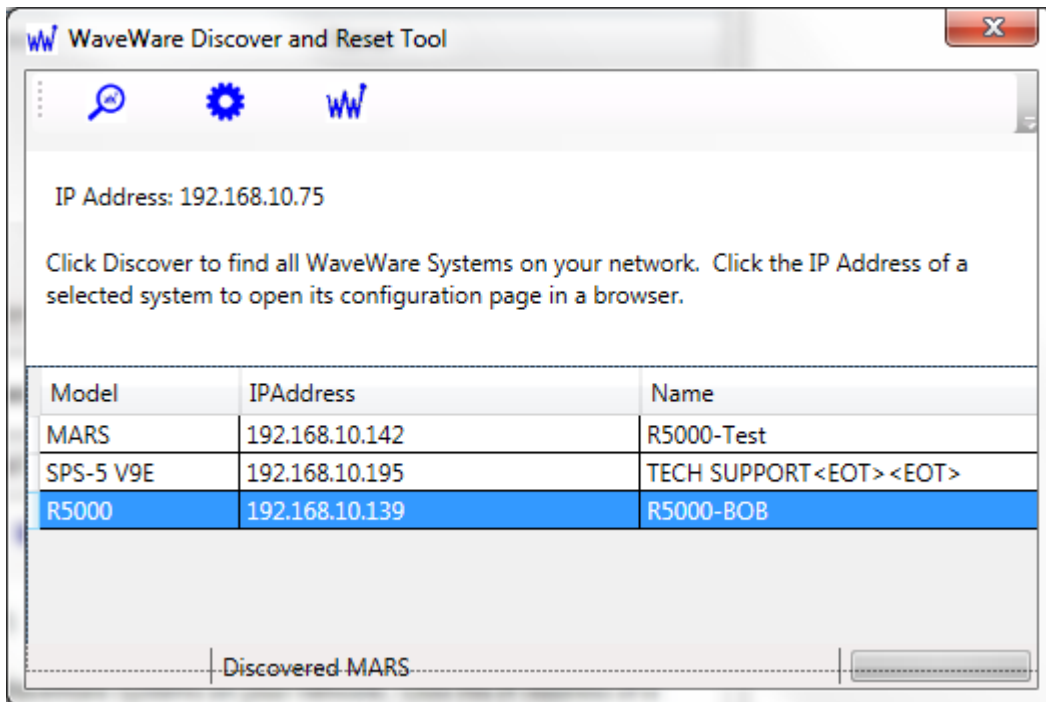 WaveWare Discover and Reset Tool
IP Address: 192.168.10.75
Click Discover to find all WaveWare Systems on your network.  Click the IP Address of a
selected system to open its configuration page in a browser.
Model IPAddress Name
MARS 192.168.10.142 R5000-Test
SPS-5 V9E 192.168.10.195 TECH SUPPORT<EOT><EOT>
R5000 192.168.10.139 R5000-BOB
Discovered MARS